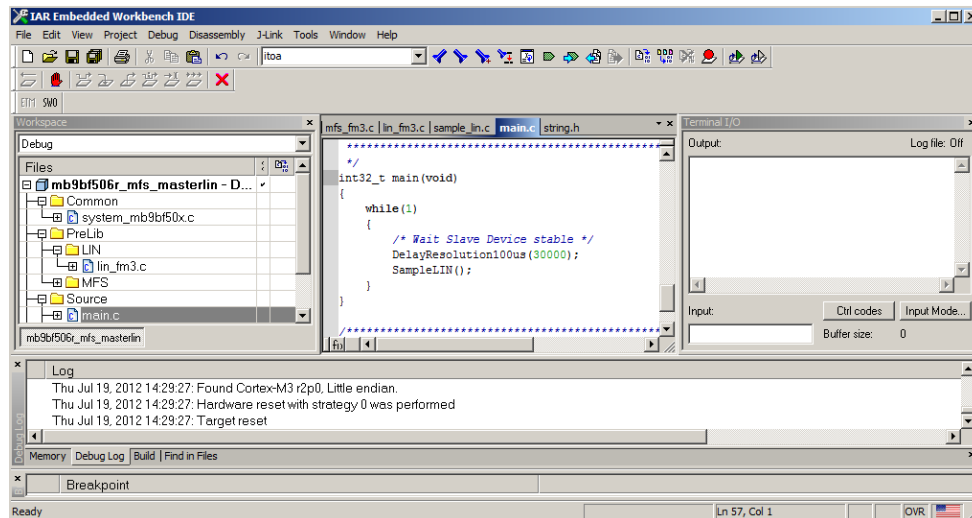 IAR Embedded Workbench IDE
File Edit View Project Debug Disassembly J-Link Tools Window Help
itoa
ETM SWO
Workspace
Debug
Files
mb9bf506r_mfs_masterlin - D...
Common
system_mb9bf50x.c
PreLib
LIN
lin_fm3.c
MFS
Source
main.c
mb9bf506r_mfs_masterlin
mfs_fm3.c lin_fm3.c sample_lin.c main.c string.h
*/
int32_t main(void)
{
while(1)
{
/* Wait Slave Device stable */
DelayResolution100us(30000);
SampleLIN();
}
}
Terminal I/O
Output: Log file: Off
Input: Ctrl codes Input Mode...
Buffer size: 0
Log
Thu Jul 19, 2012 14:29:27: Found Cortex-M3 r2p0, Little endian.
Thu Jul 19, 2012 14:29:27: Hardware reset with strategy 0 was performed
Thu Jul 19, 2012 14:29:27: Target reset
Debug Log
Memory Debug Log Build Find in Files
Breakpoint
Ready Ln 57, Col 1 OVR